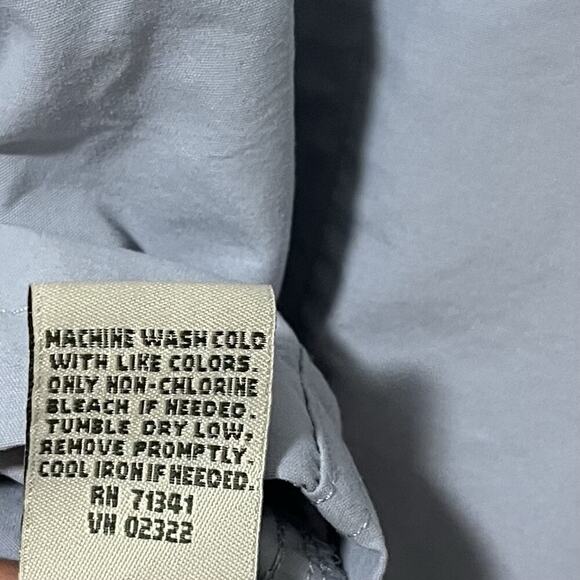 MACHINE WASH COLD
WITH LIKE COLORS.
ONLY NON-CHLORINE
BLEACH IF NEEDED.
TUMBLE DRY LOW,
REMOVE PROMPTLY.
COOL IRON IF NEEDED.
RN 71341
VN 02322